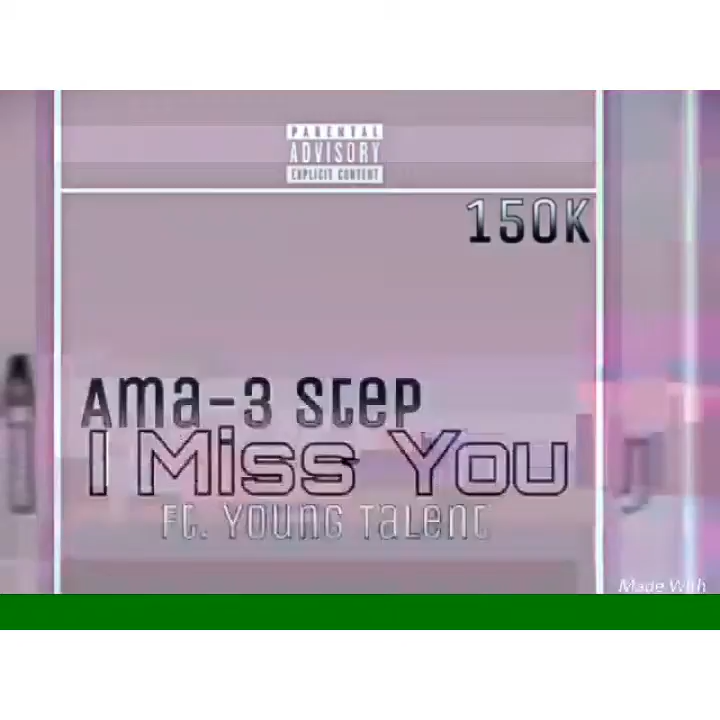 PARENTAL
ADVISORY
EXPLICIT CONTENT
150K
Ama-3 Step
I Miss You
Ft. Young Talent
Made With